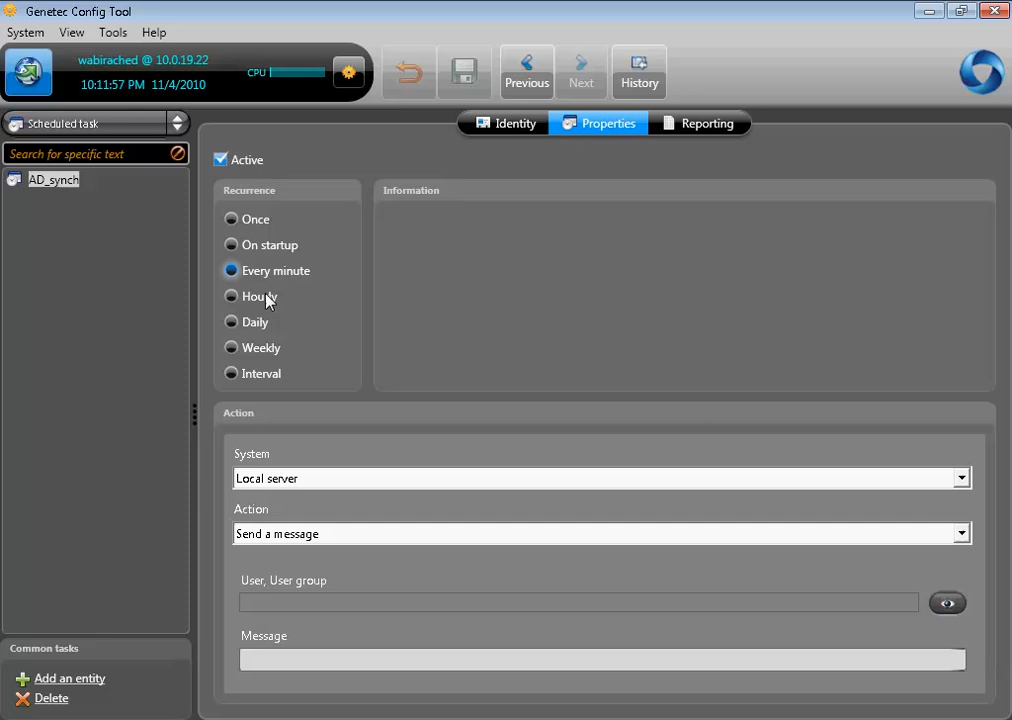 Genetec Config Tool
System View Tools Help
wabirached @ 10.0.19.22
10:11:57 PM 11/4/2010
CPU
Previous Next History
Scheduled task
Search for specific text
AD_synch
Identity Properties Reporting
Active
Recurrence
Once
On startup
Every minute
Hourly
Daily
Weekly
Interval
Information
Action
System
Local server
Action
Send a message
User, User group
Message
Common tasks
Add an entity
Delete